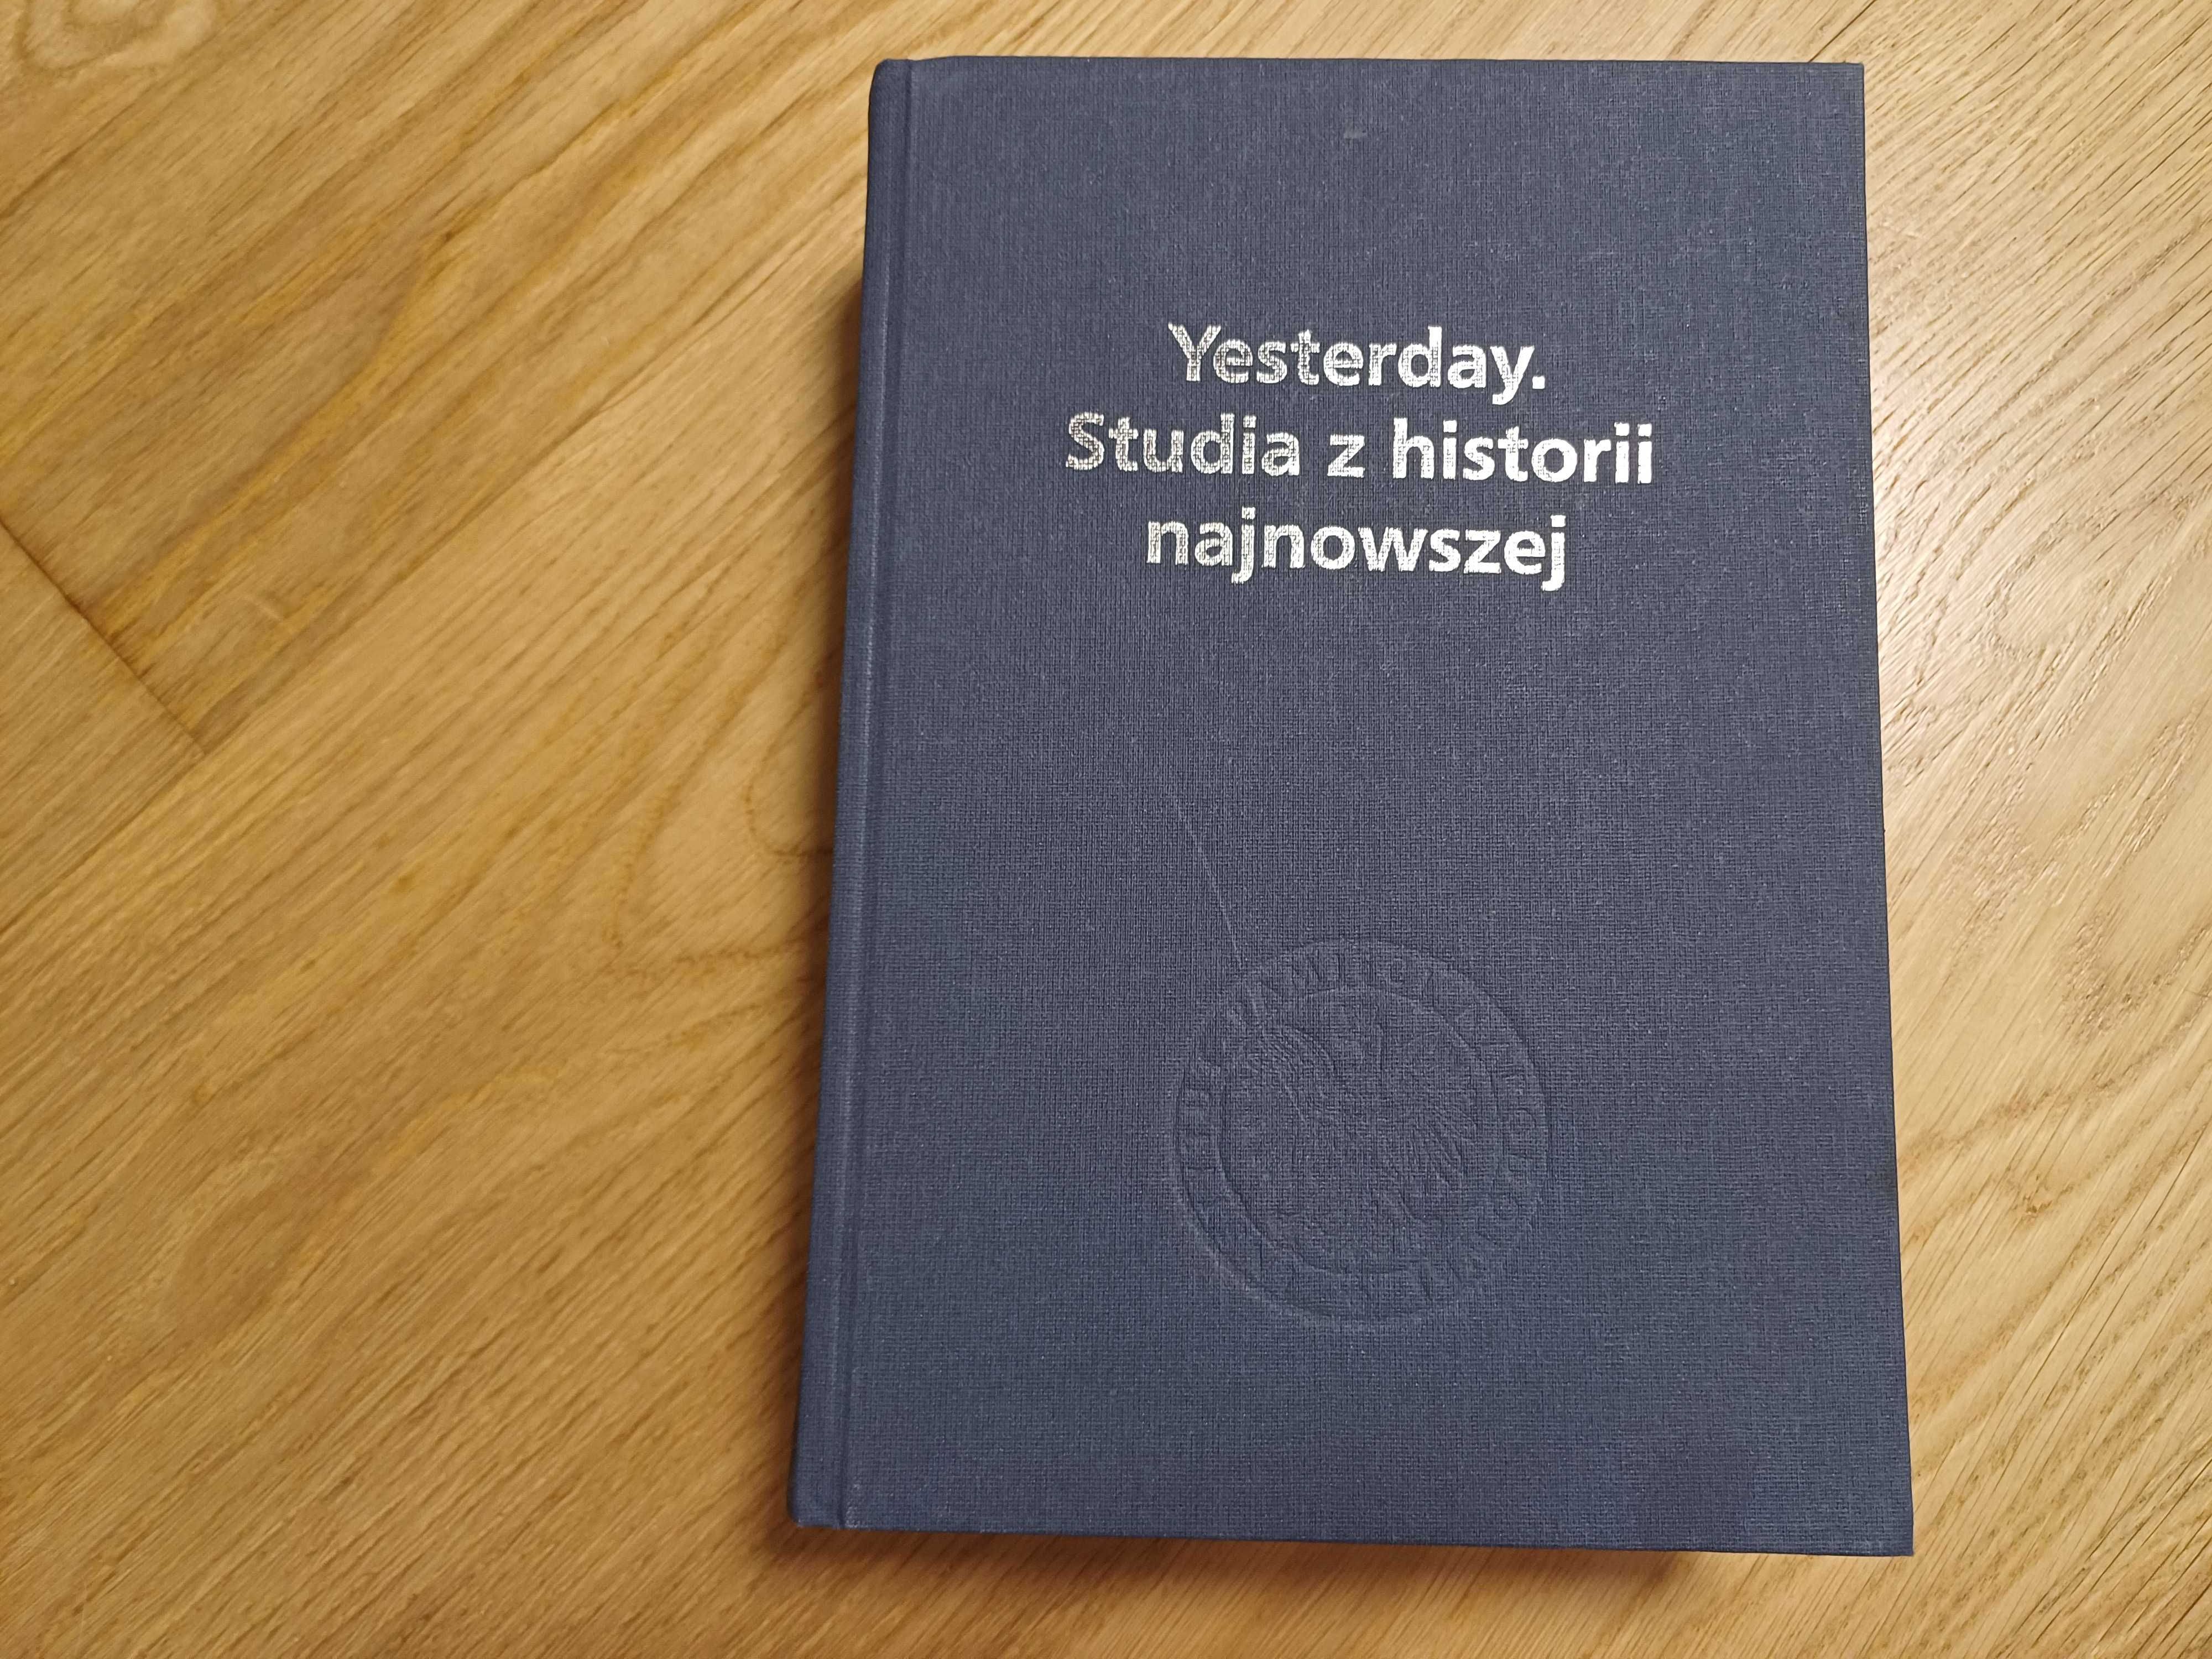 Yesterday.
Studia z historii
najnowszej